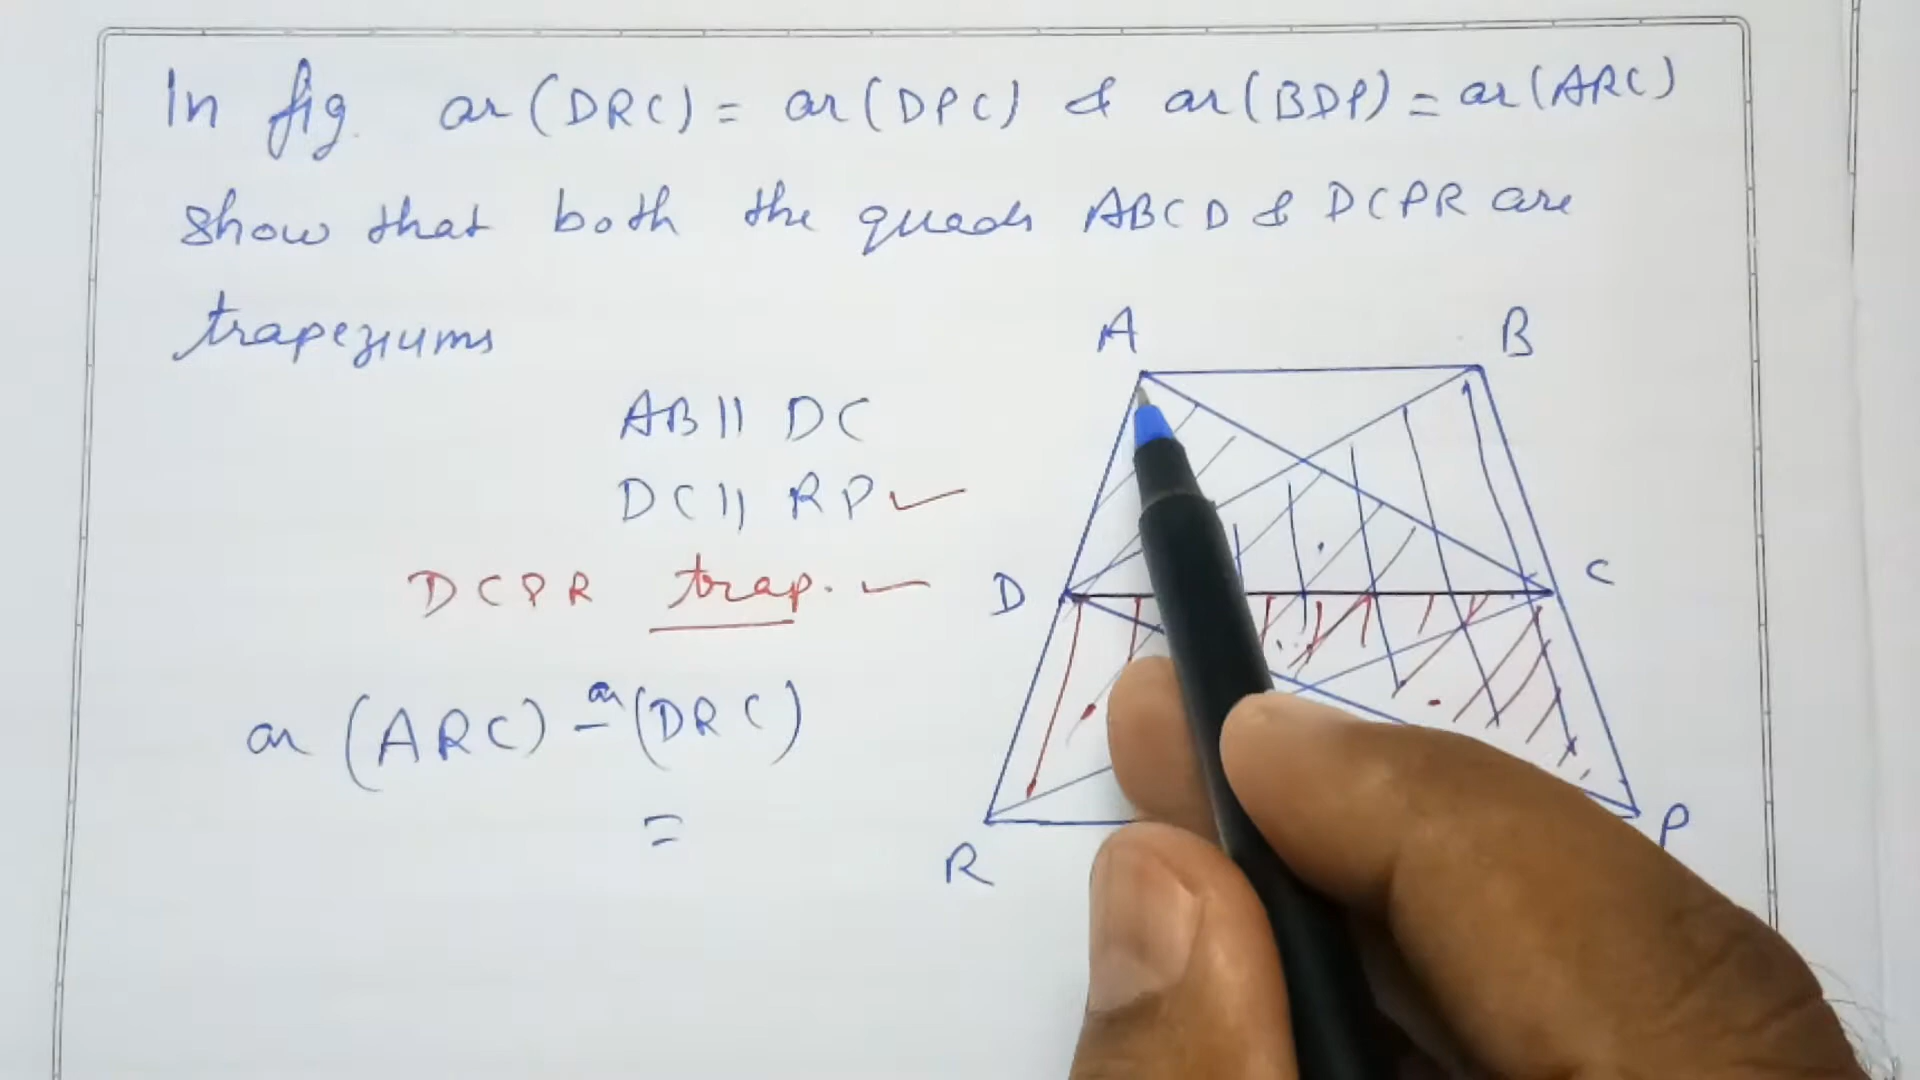 In fig. ar (DRC) = ar (DPC) & ar (BDP) = ar (ARC)
show that both the quads ABCD & DCPR are
trapeziums
A B
AB || DC
DC || RP ✓
DCPR trap. ✓
D C
ar (ARC) - ar (DRC)
=
R P